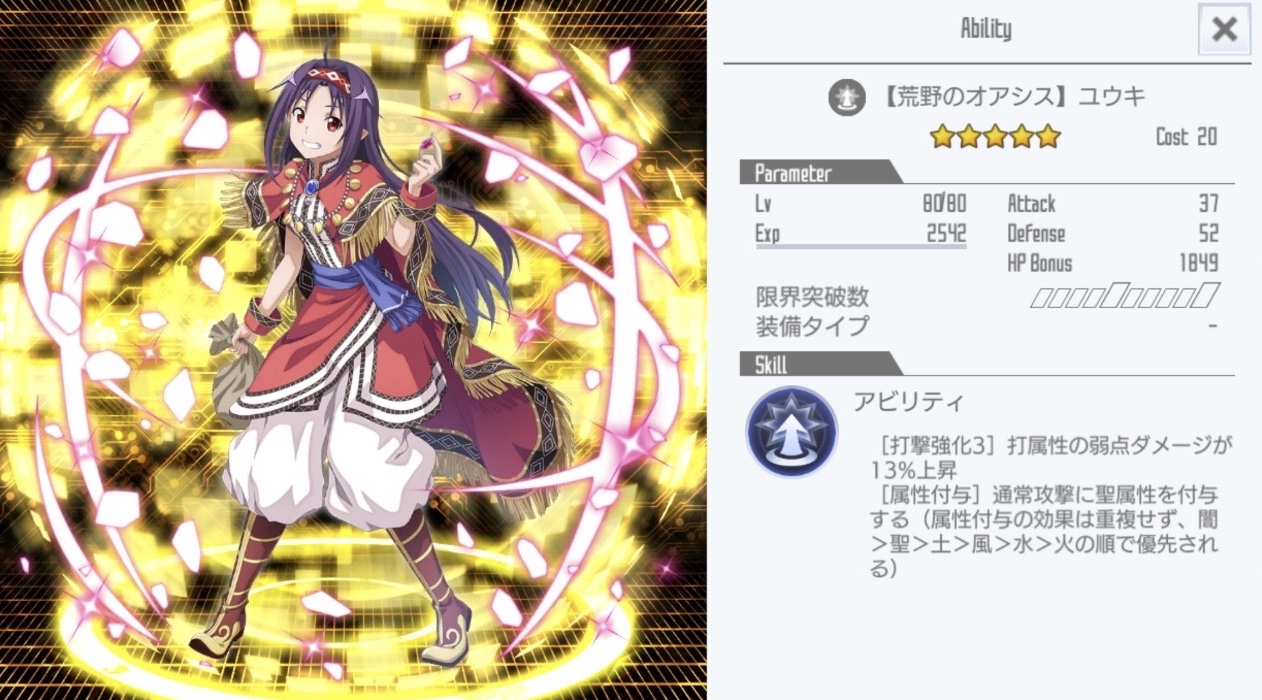 Ability
【荒野のオアシス】ユウキ
Cost 20
Parameter
Lv 80/80 Attack 37
Exp 2542 Defense 52
HP Bonus 1849
限界突破数
装備タイプ -
Skill
アビリティ
［打撃強化3］打属性の弱点ダメージが
13%上昇
［属性付与］通常攻撃に聖属性を付与
する（属性付与の効果は重複せず、闇
>聖>土>風>水>火の順で優先され
る）